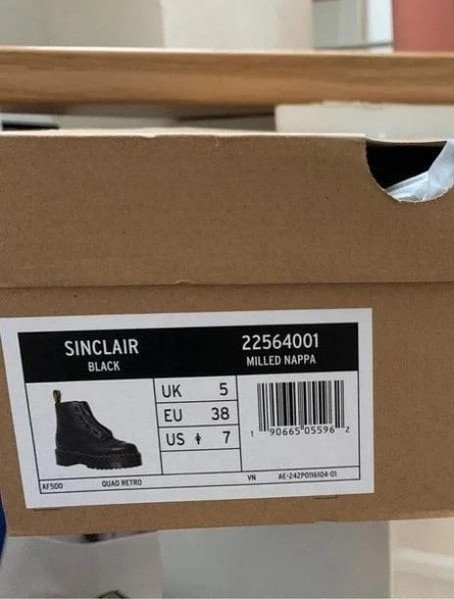 SINCLAIR
BLACK
22564001
MILLED NAPPA
UK 5
EU 38
US 7
1 90665 05596 2
AF500
QUAD RETRO
VN
AE-242P0116104-01